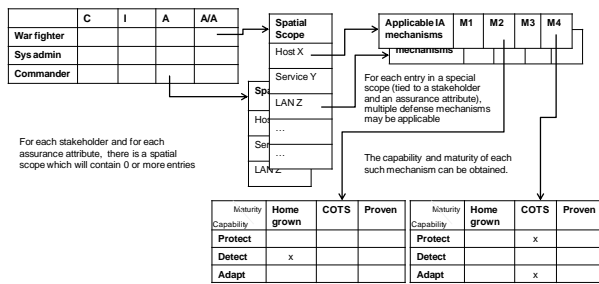 C I A A/A
War fighter
Sys admin
Commander
Spatial
Scope
Host X
Service Y
LAN Z
…
…
Spa
Hos
Ser
LAN Z
Applicable IA
mechanisms
M1 M2 M3 M4
mechanisms
For each entry in a special
scope (tied to a stakeholder
and an assurance attribute),
multiple defense mechanisms
may be applicable
For each stakeholder and for each
assurance attribute, there is a spatial
scope which will contain 0 or more entries
The capability and maturity of each
such mechanism can be obtained.
Maturity
Capability
Home
grown
COTS Proven
Protect
Detect x
Adapt
Maturity
Capability
Home
grown
COTS Proven
Protect x
Detect
Adapt x